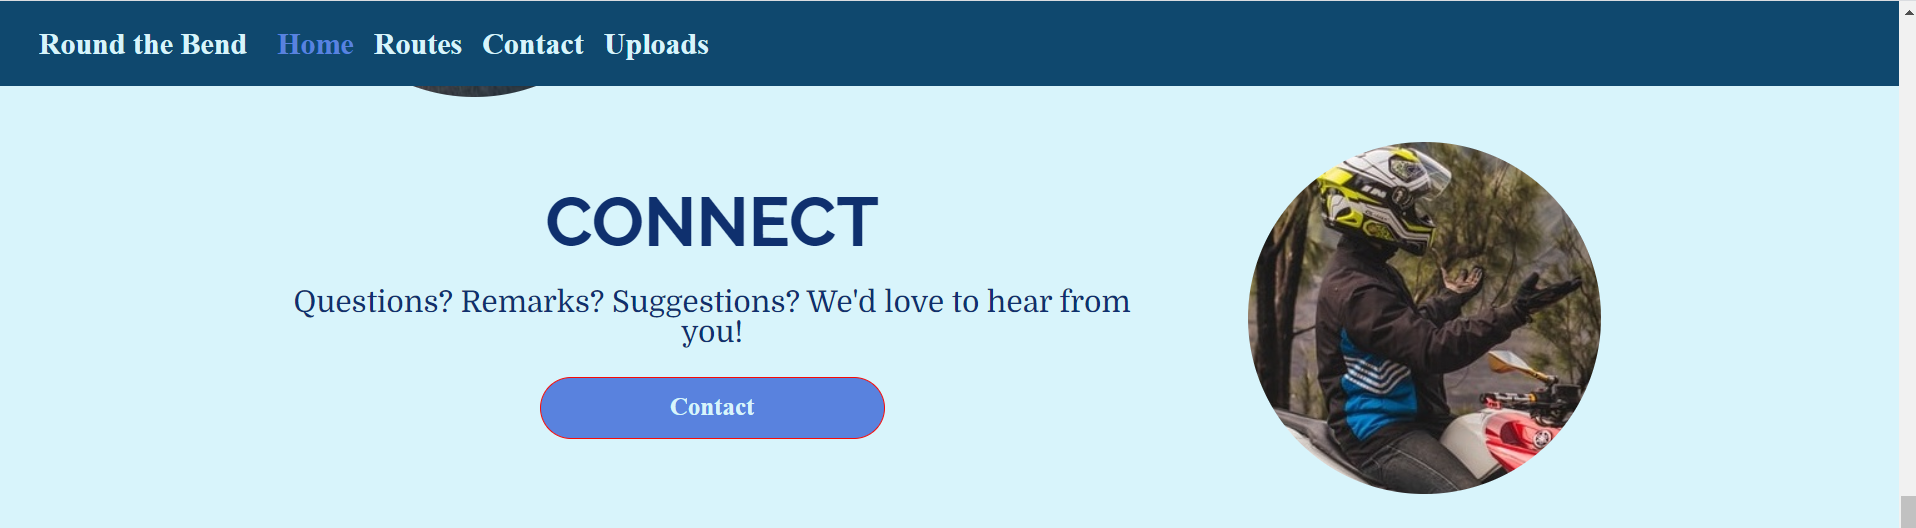 Round the Bend Home Routes Contact Uploads
CONNECT
Questions? Remarks? Suggestions? We'd love to hear from
you!
Contact